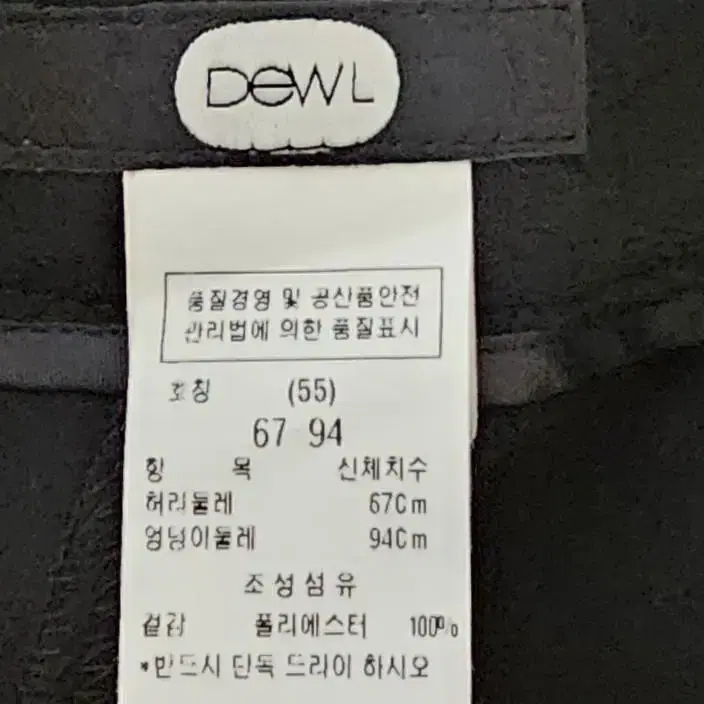 DeWL
품질경영 및 공산품안전
관리법에 의한 품질표시
호칭 (55)
67 94
항 목 신체치수
허리둘레 67Cm
엉덩이둘레 94Cm
조성섬유
겉감 폴리에스터 100%
*반드시 단독 드라이 하시오